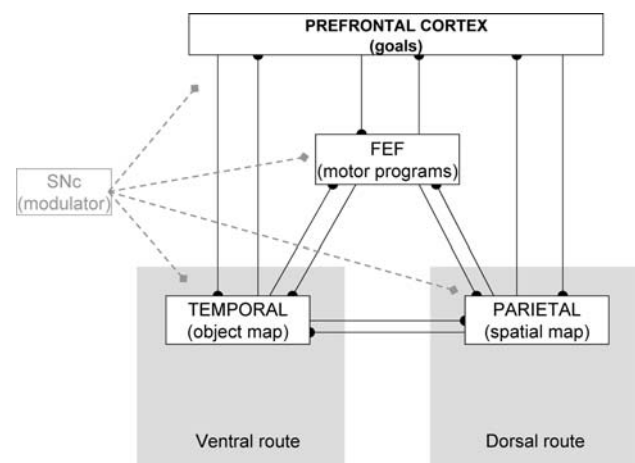 PREFRONTAL CORTEX
(goals)
FEF
(motor programs)
SNc
(modulator)
TEMPORAL
(object map)
PARIETAL
(spatial map)
Ventral route
Dorsal route